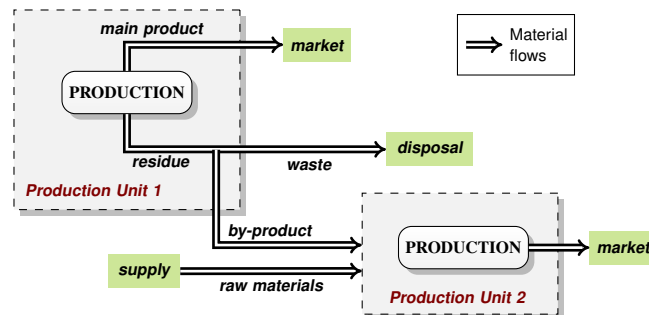 main product
market
Material
flows
PRODUCTION
residue
waste
disposal
Production Unit 1
by-product
supply
raw materials
PRODUCTION
market
Production Unit 2